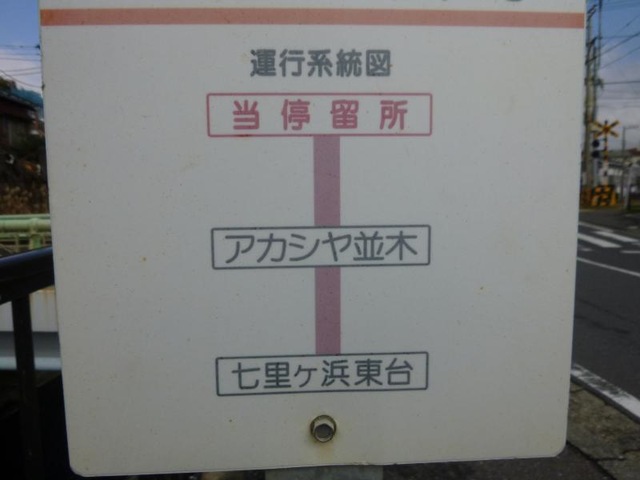 運行系統図
当停留所
アカシヤ並木
七里ヶ浜東台